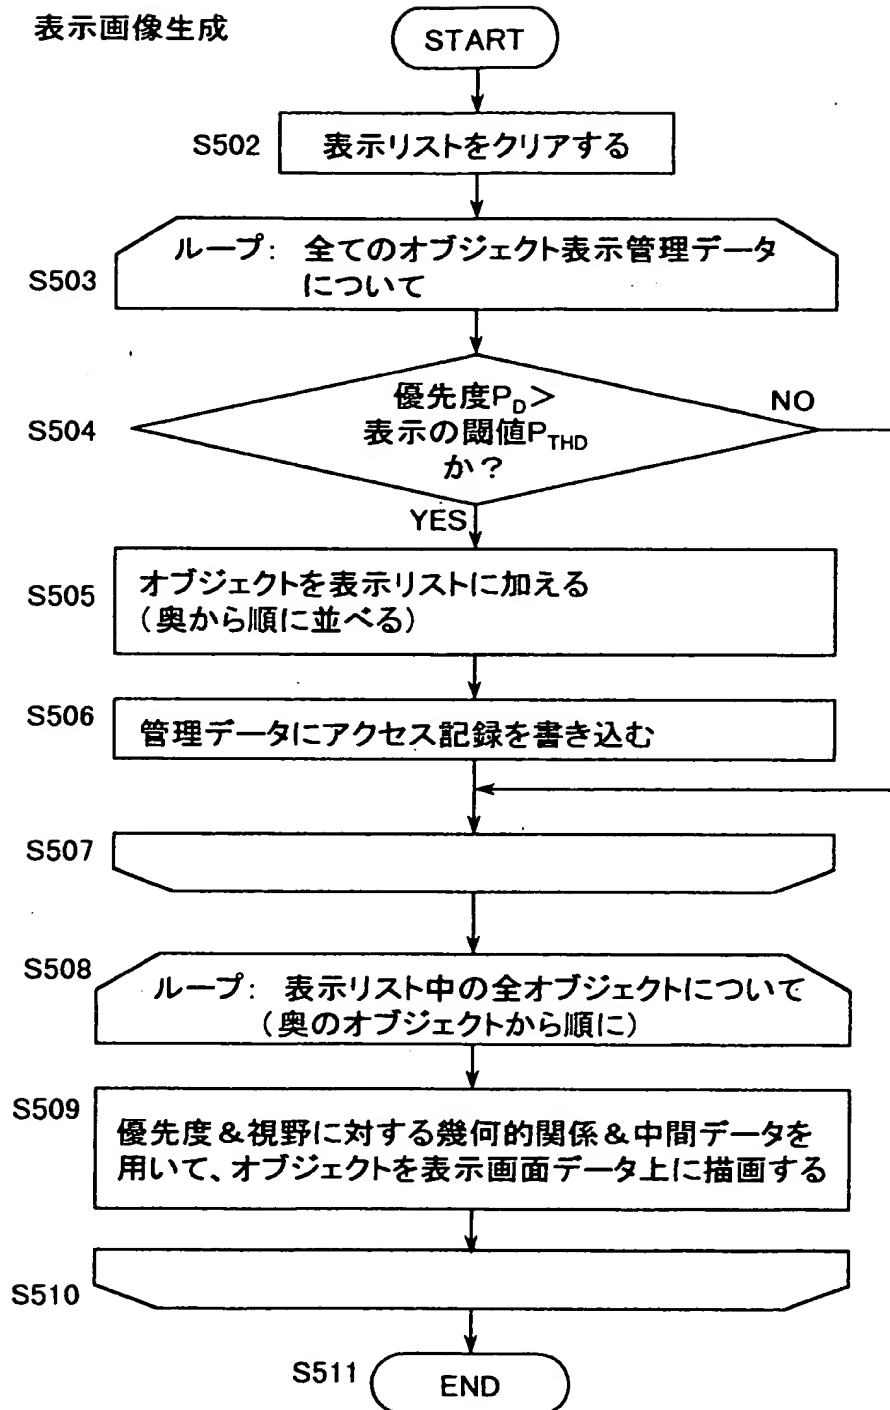 表示画像生成
START
S502
表示リストをクリアする
S503
ループ: 全てのオブジェクト表示管理データ
について
S504
優先度PD>
表示の閾値PTHD
か?
NO
YES
S505
オブジェクトを表示リストに加える
(奥から順に並べる)
S506
管理データにアクセス記録を書き込む
S507
S508
ループ: 表示リスト中の全オブジェクトについて
(奥のオブジェクトから順に)
S509
優先度&視野に対する幾何的関係&中間データを
用いて、オブジェクトを表示画面データ上に描画する
S510
S511
END